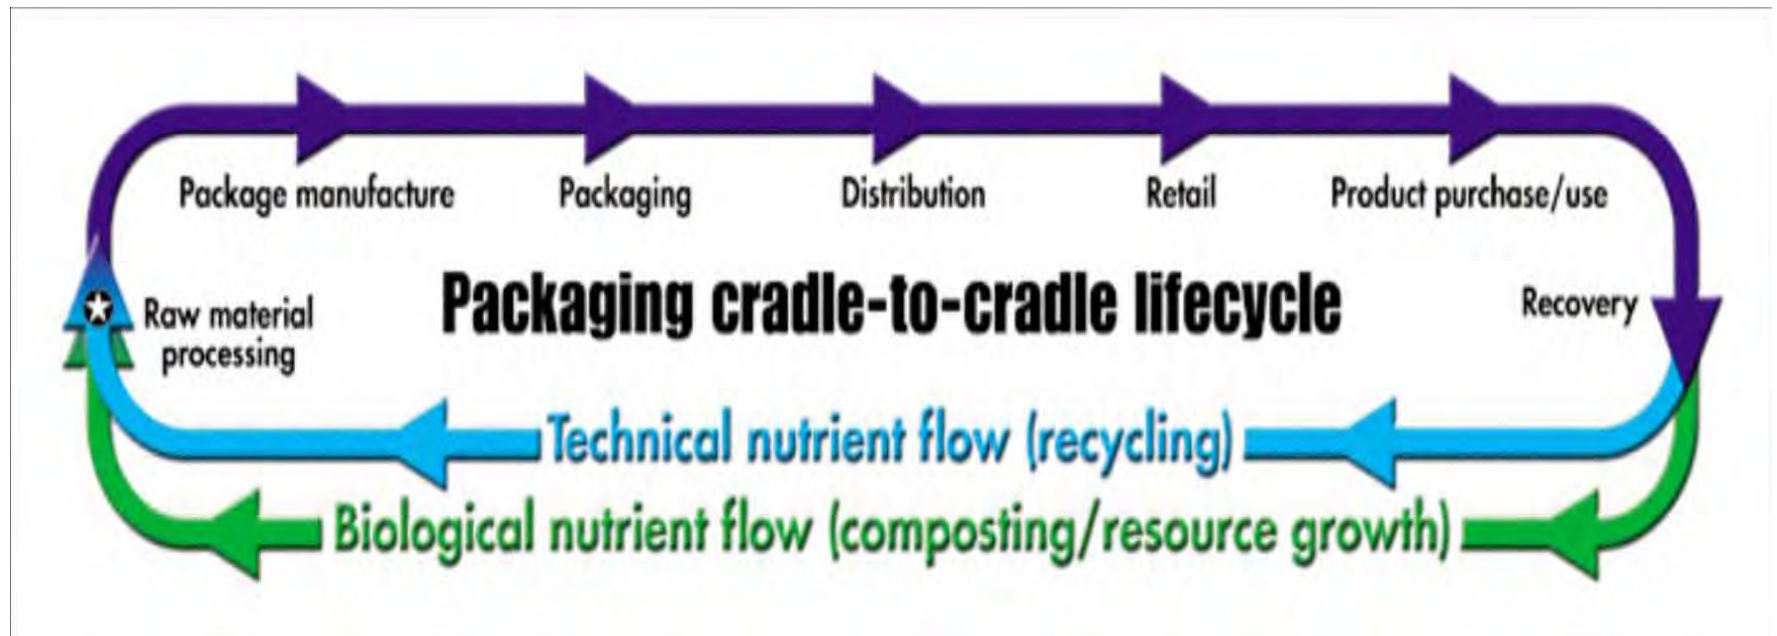 Package manufacture
Packaging
Distribution
Retail
Product purchase/use
Packaging cradle-to-cradle lifecycle
Raw material
processing
Recovery
Technical nutrient flow (recycling)
Biological nutrient flow (composting/resource growth)